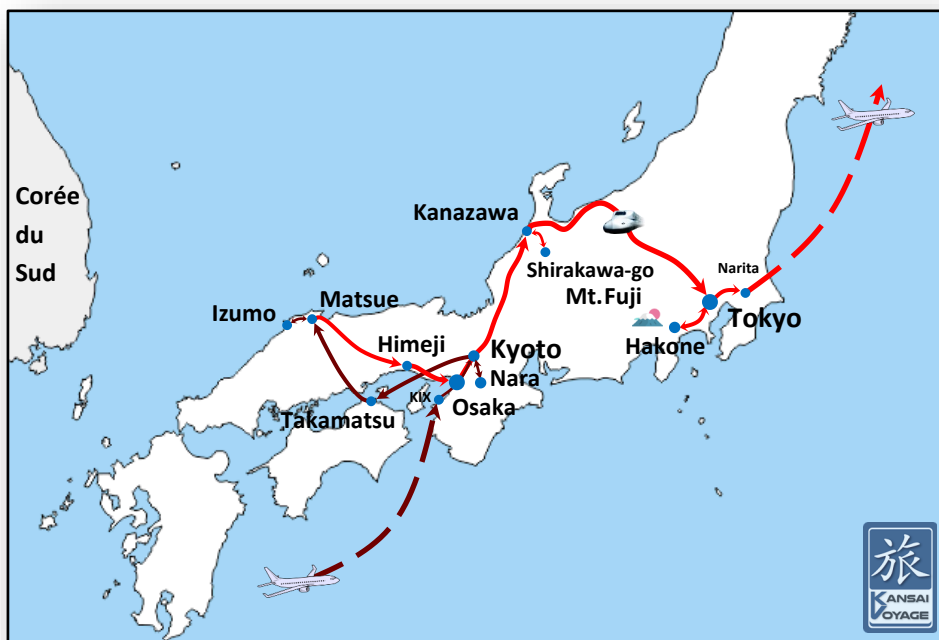 Corée
du
Sud
Kanazawa
Shirakawa-go
Mt.Fuji
Narita
Tokyo
Hakone
Izumo
Matsue
Himeji
Kyoto
Nara
KIX
Osaka
Takamatsu
旅
KANSAI
VOYAGE